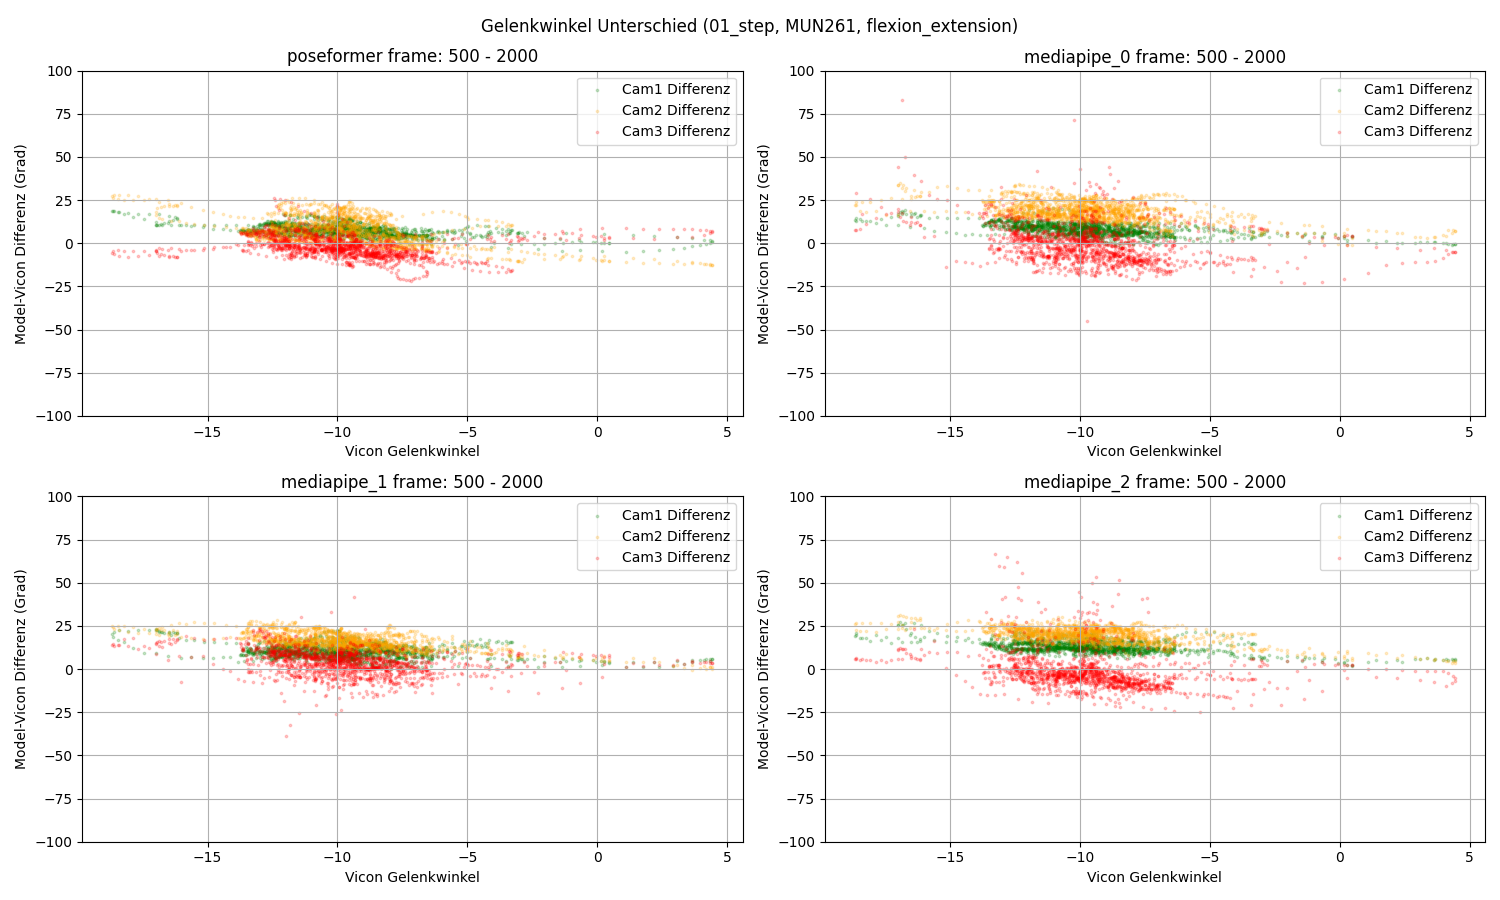 Gelenkwinkel Unterschied (01_step, MUN261, flexion_extension)
poseformer frame: 500 - 2000
100
75
50
25
0
−25
−50
−75
−100
Model-Vicon Differenz (Grad)
Cam1 Differenz
Cam2 Differenz
Cam3 Differenz
−15
−10
−5
0
5
Vicon Gelenkwinkel
mediapipe_0 frame: 500 - 2000
100
75
50
25
0
−25
−50
−75
−100
Model-Vicon Differenz (Grad)
Cam1 Differenz
Cam2 Differenz
Cam3 Differenz
−15
−10
−5
0
5
Vicon Gelenkwinkel
mediapipe_1 frame: 500 - 2000
100
75
50
25
0
−25
−50
−75
−100
Model-Vicon Differenz (Grad)
Cam1 Differenz
Cam2 Differenz
Cam3 Differenz
−15
−10
−5
0
5
Vicon Gelenkwinkel
mediapipe_2 frame: 500 - 2000
100
75
50
25
0
−25
−50
−75
−100
Model-Vicon Differenz (Grad)
Cam1 Differenz
Cam2 Differenz
Cam3 Differenz
−15
−10
−5
0
5
Vicon Gelenkwinkel